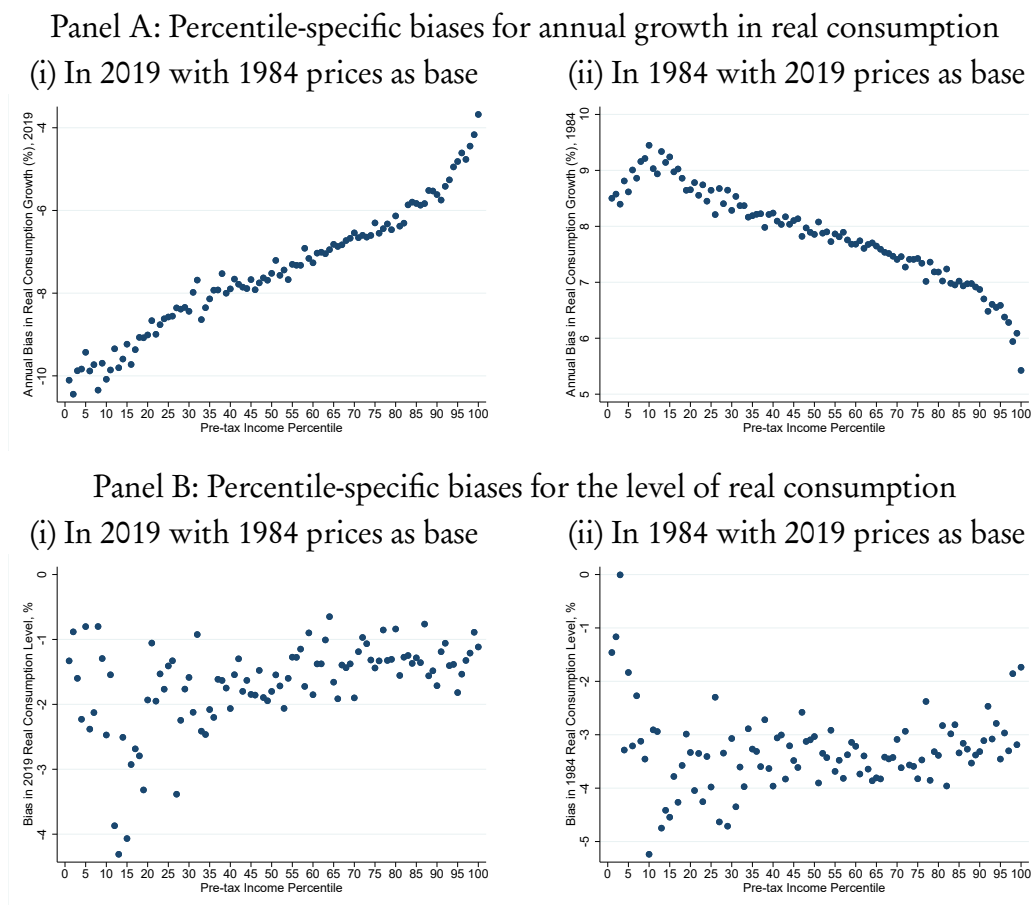 Panel A: Percentile-specific biases for annual growth in real consumption
(i) In 2019 with 1984 prices as base
(ii) In 1984 with 2019 prices as base
Annual Bias in Real Consumption Growth (%), 2019
-4
-6
-8
-10
0 5 10 15 20 25 30 35 40 45 50 55 60 65 70 75 80 85 90 95 100
Pre-tax Income Percentile
Annual Bias in Real Consumption Growth (%), 1984
10
9
8
7
6
5
0 5 10 15 20 25 30 35 40 45 50 55 60 65 70 75 80 85 90 95 100
Pre-tax Income Percentile
Panel B: Percentile-specific biases for the level of real consumption
(i) In 2019 with 1984 prices as base
(ii) In 1984 with 2019 prices as base
Bias in 2019 Real Consumption Level, %
0
-1
-2
-3
-4
0 5 10 15 20 25 30 35 40 45 50 55 60 65 70 75 80 85 90 95 100
Pre-tax Income Percentile
Bias in 1984 Real Consumption Level, %
0
-1
-2
-3
-4
-5
0 5 10 15 20 25 30 35 40 45 50 55 60 65 70 75 80 85 90 95 100
Pre-tax Income Percentile